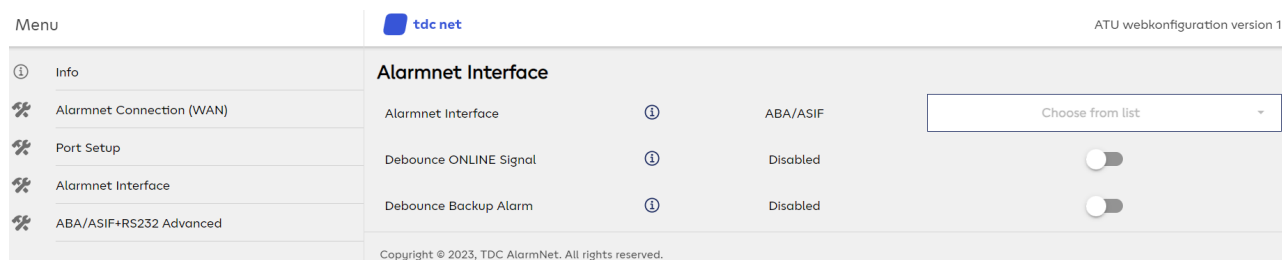 Menu
tdc net
ATU webkonfiguration version 1
Info
Alarmnet Connection (WAN)
Port Setup
Alarmnet Interface
ABA/ASIF+RS232 Advanced
Alarmnet Interface
Alarmnet Interface ABA/ASIF Choose from list
Debounce ONLINE Signal Disabled
Debounce Backup Alarm Disabled
Copyright © 2023, TDC AlarmNet. All rights reserved.